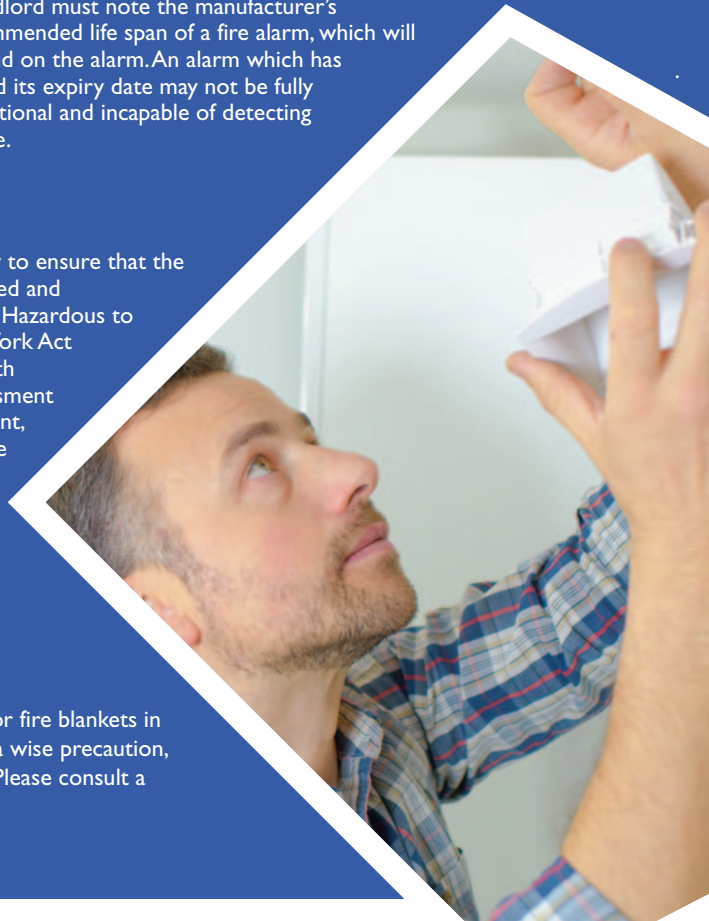 dlord must note the manufacturer's
nmended life span of a fire alarm, which will
d on the alarm. An alarm which has
d its expiry date may not be fully
tional and incapable of detecting
e.
to ensure that the
ed and
Hazardous to
ork Act
th
sment
nt,
e
or fire blankets in
a wise precaution,
Please consult a